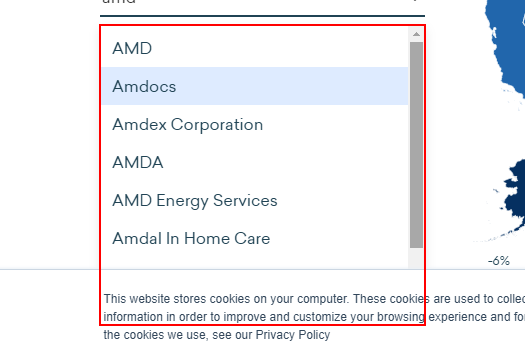 AMD
Amdocs
Amdex Corporation
AMDA
AMD Energy Services
Amdal In Home Care
-6%
This website stores cookies on your computer. These cookies are used to collec
information in order to improve and customize your browsing experience and for
the cookies we use, see our Privacy Policy